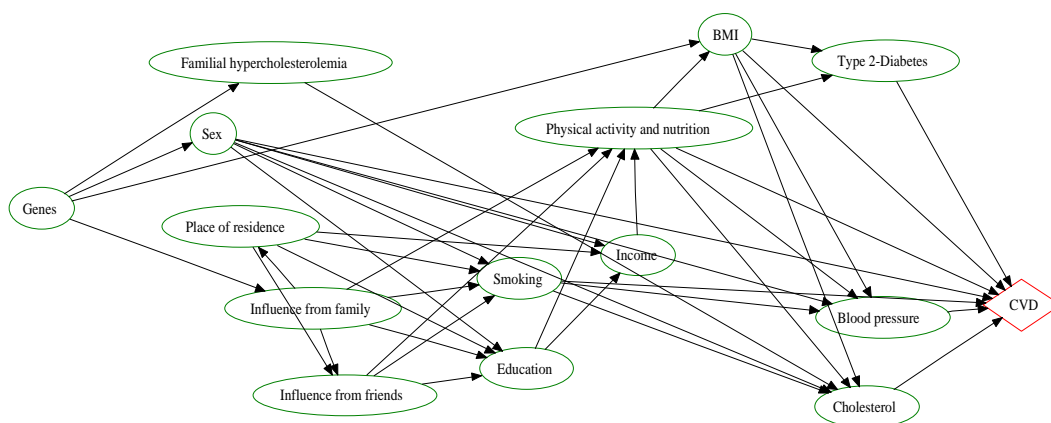 BMI
Familial hypercholesterolemia
Type 2-Diabetes
Physical activity and nutrition
Sex
Genes
Place of residence
Income
Smoking
Influence from family
CVD
Blood pressure
Education
Influence from friends
Cholesterol